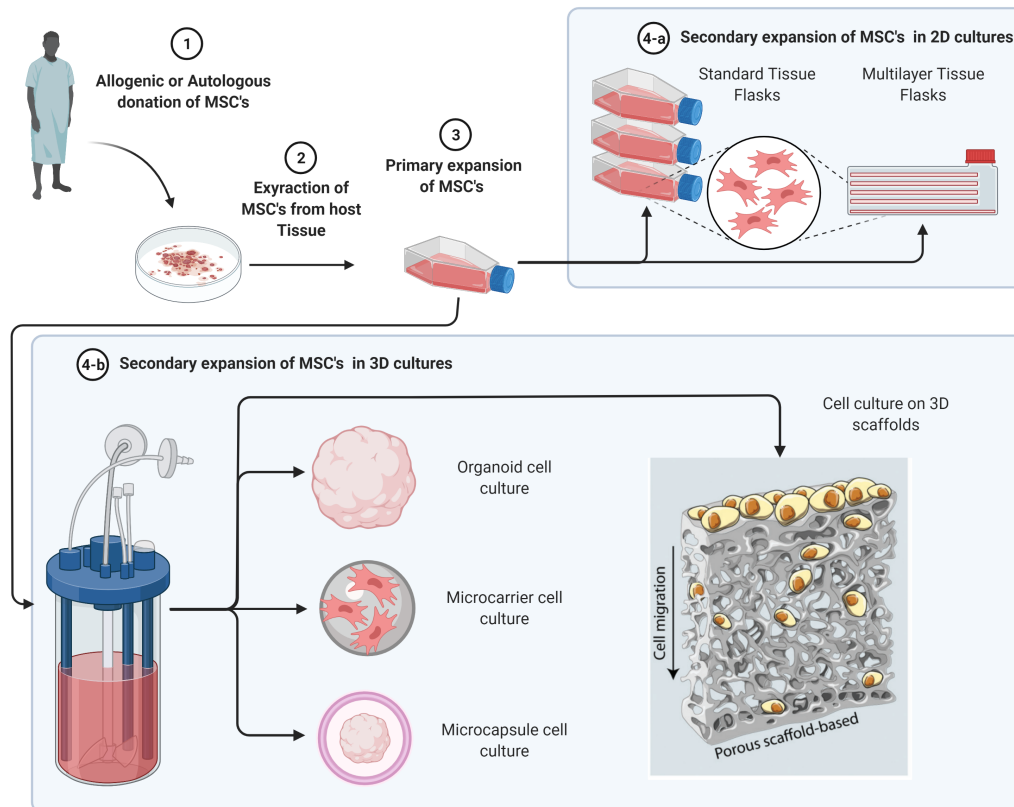 1
Allogenic or Autologous
donation of MSC's
2
Exyraction of
MSC's from host
Tissue
3
Primary expansion
of MSC's
4-a Secondary expansion of MSC's in 2D cultures
Standard Tissue
Flasks
Multilayer Tissue
Flasks
4-b Secondary expansion of MSC's in 3D cultures
Organoid cell
culture
Microcarrier cell
culture
Microcapsule cell
culture
Cell culture on 3D
scaffolds
Cell migration
Porous scaffold-based